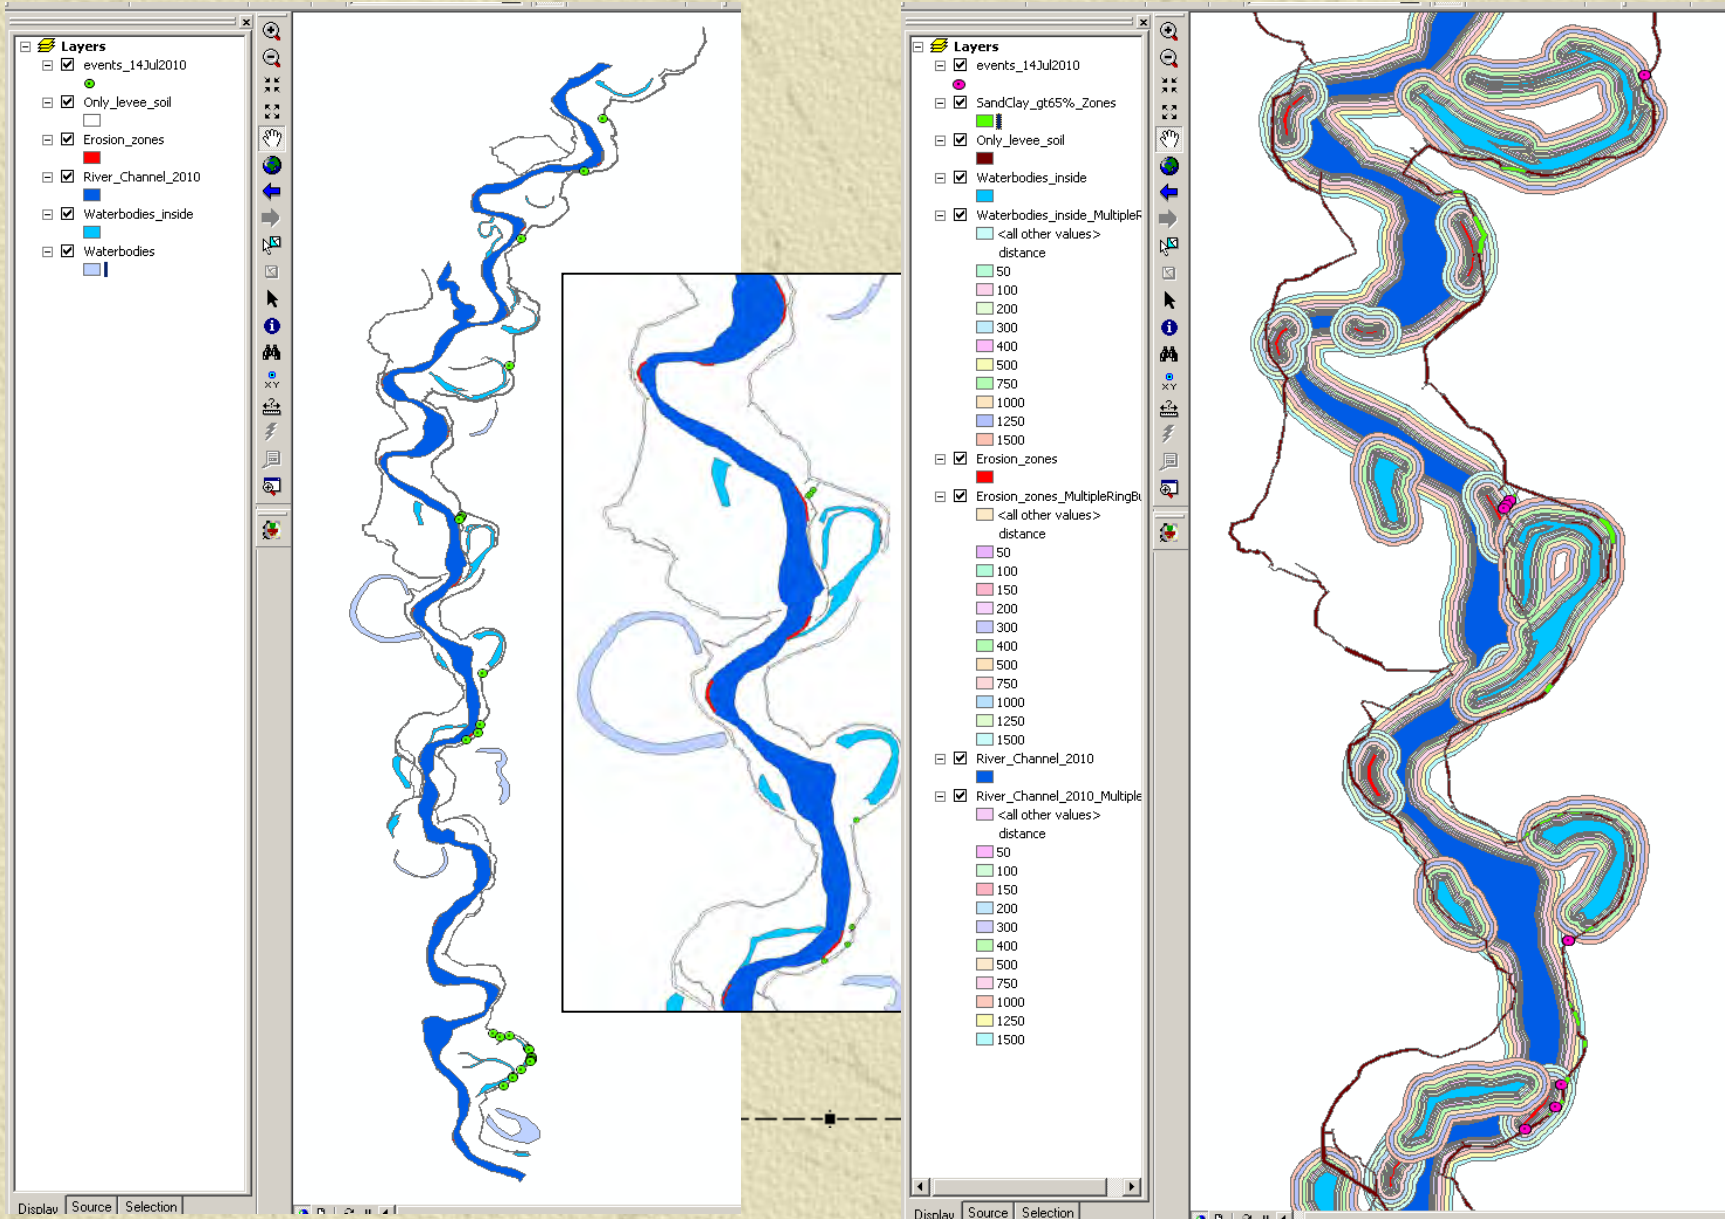 Layers
events_14Jul2010
Only_levee_soil
Erosion_zones
River_Channel_2010
Waterbodies_inside
Waterbodies
Display
Source
Selection
XY
Layers
events_14Jul2010
SandClay_gt65%_Zones
Only_levee_soil
Waterbodies_inside
Waterbodies_inside_MultipleR
<all other values>
distance
50
100
200
300
400
500
750
1000
1250
1500
Erosion_zones
Erosion_zones_MultipleRingBu
<all other values>
distance
50
100
150
200
300
400
500
750
1000
1250
1500
River_Channel_2010
River_Channel_2010_Multiple
<all other values>
distance
50
100
150
200
300
400
500
750
1000
1250
1500
Display
Source
Selection
XY